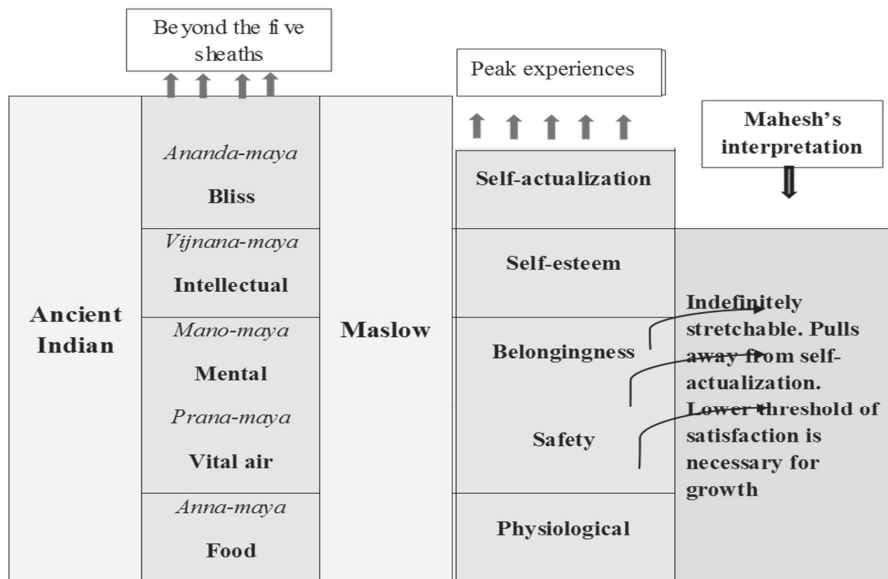 Beyond the five
sheaths
Peak experiences
Mahesh's
interpretation
Ancient
Indian
Ananda-maya
Bliss
Vijnana-maya
Intellectual
Mano-maya
Mental
Prana-maya
Vital air
Anna-maya
Food
Maslow
Self-actualization
Self-esteem
Belongingness
Safety
Physiological
Indefinitely
stretchable. Pulls
away from self-
actualization.
Lower threshold of
satisfaction is
necessary for
growth